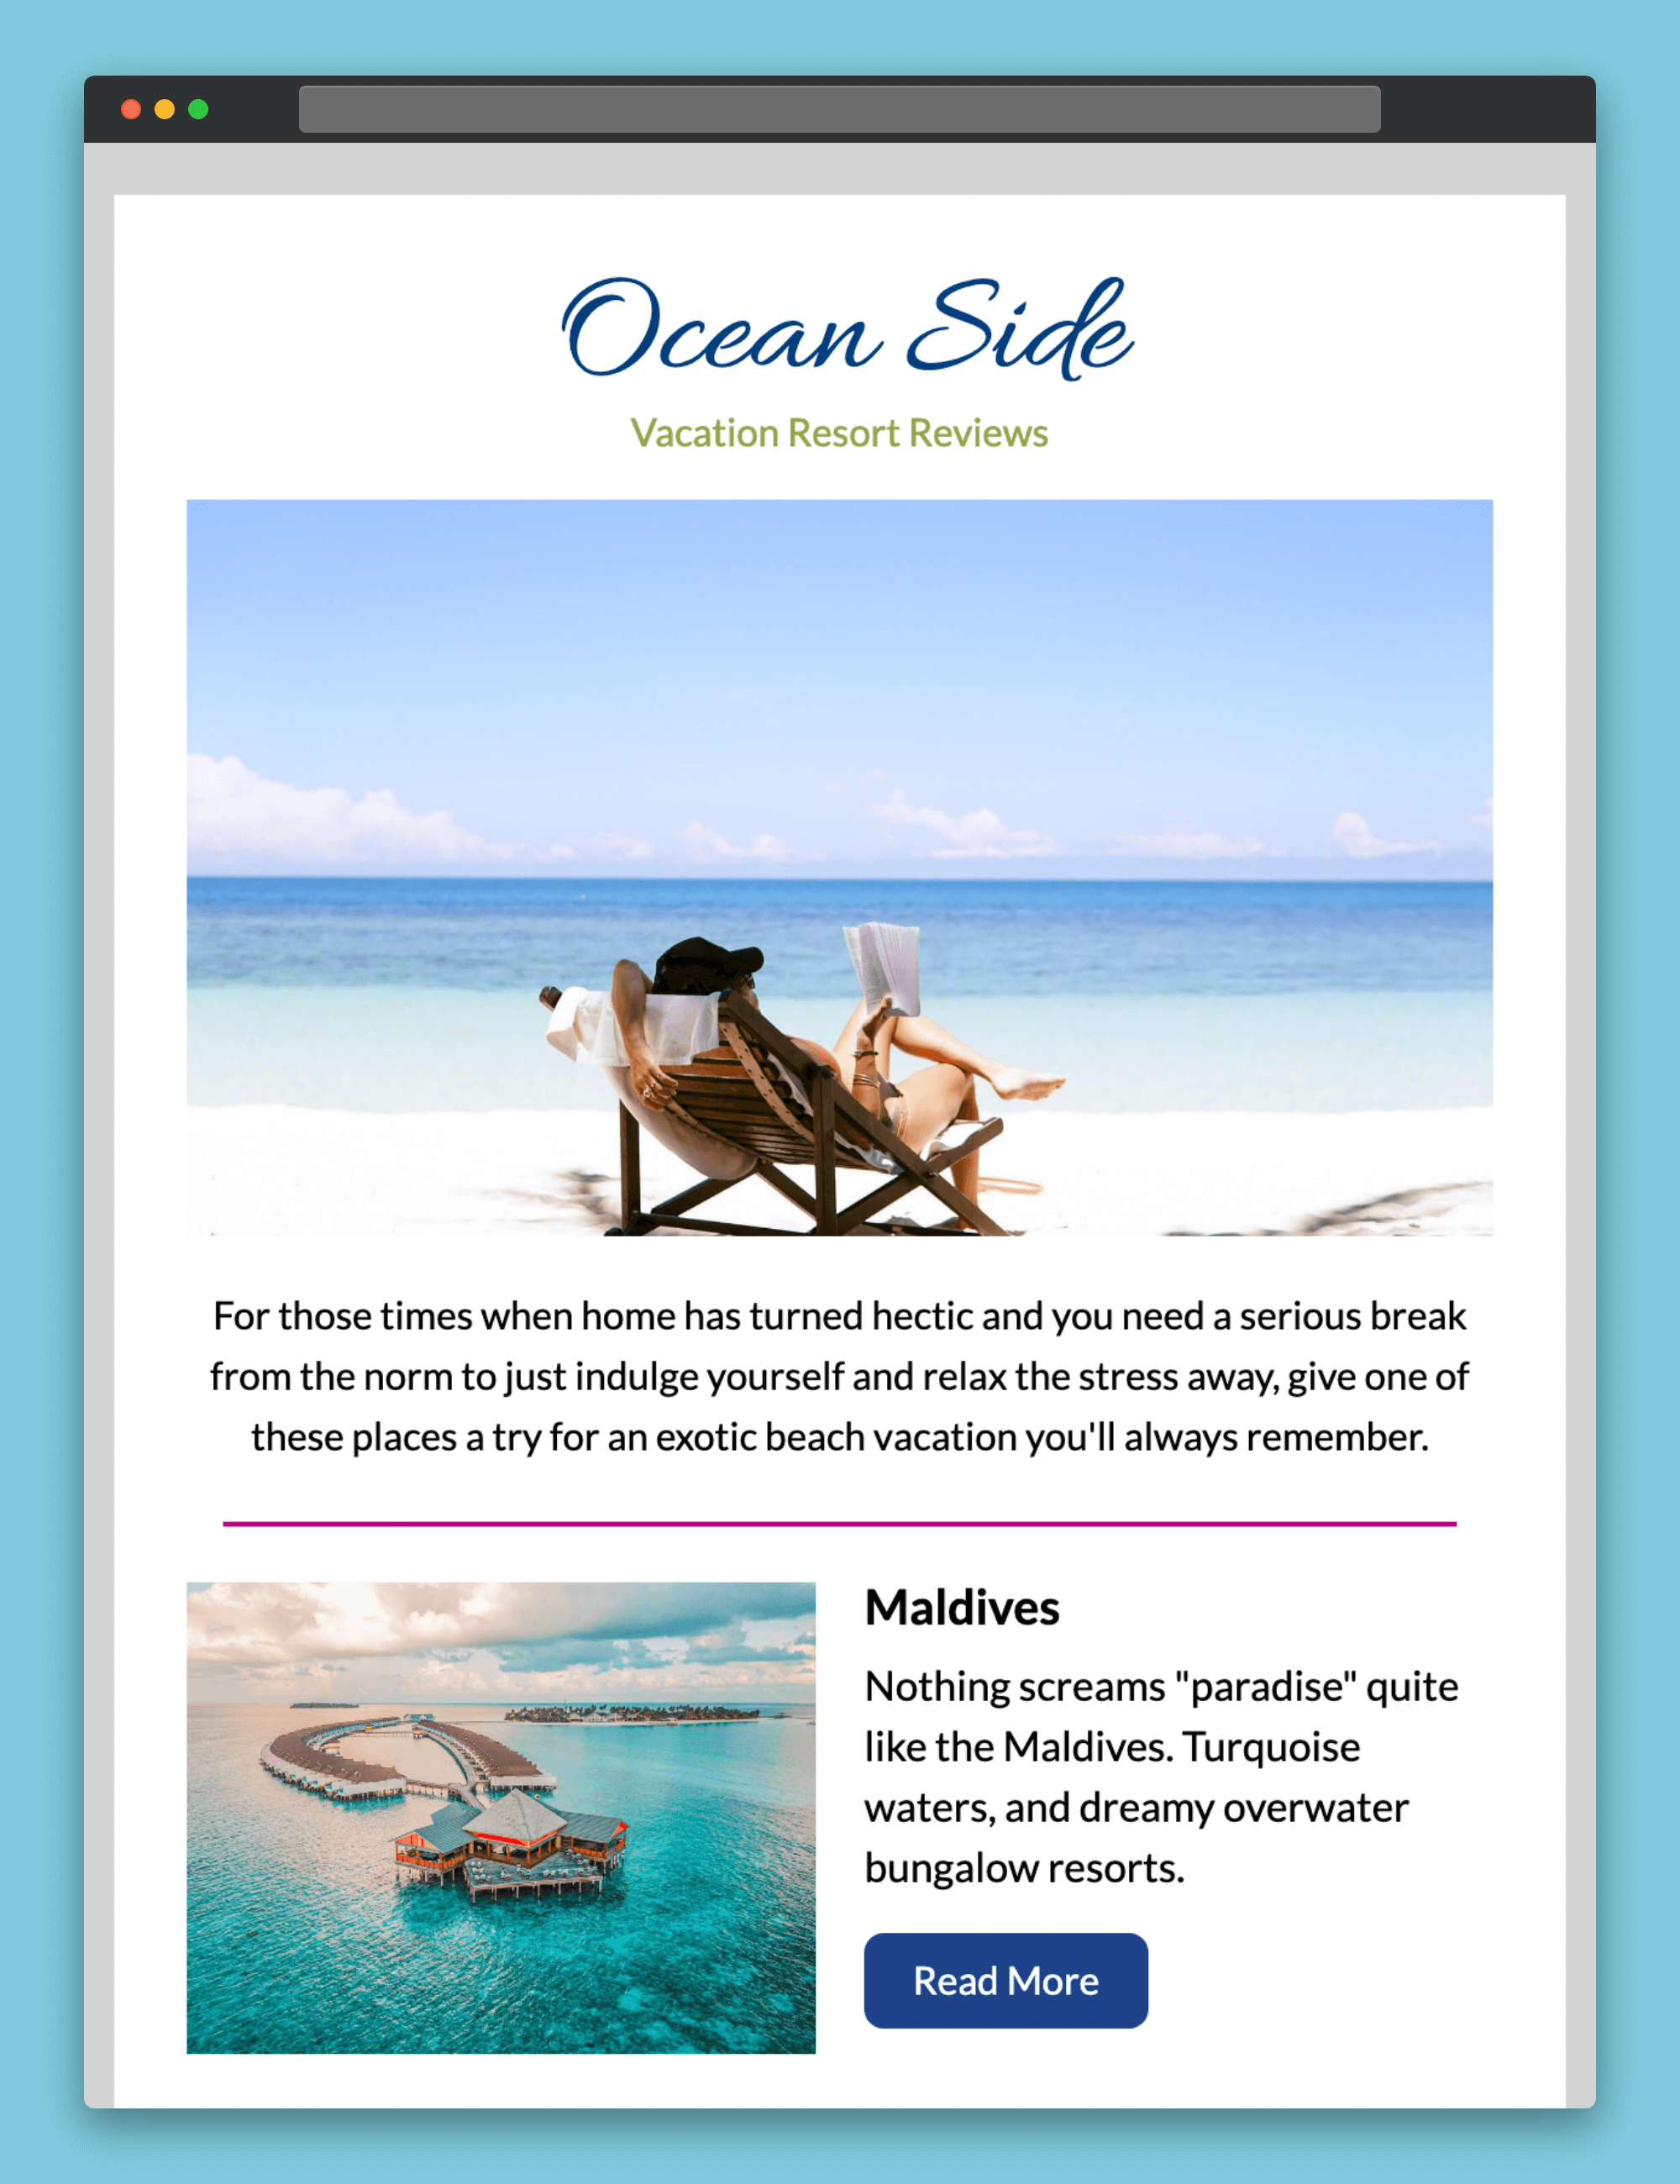 Ocean Side
Vacation Resort Reviews
For those times when home has turned hectic and you need a serious break
from the norm to just indulge yourself and relax the stress away, give one of
these places a try for an exotic beach vacation you'll always remember.
Maldives
Nothing screams "paradise" quite
like the Maldives. Turquoise
waters, and dreamy overwater
bungalow resorts.
Read More